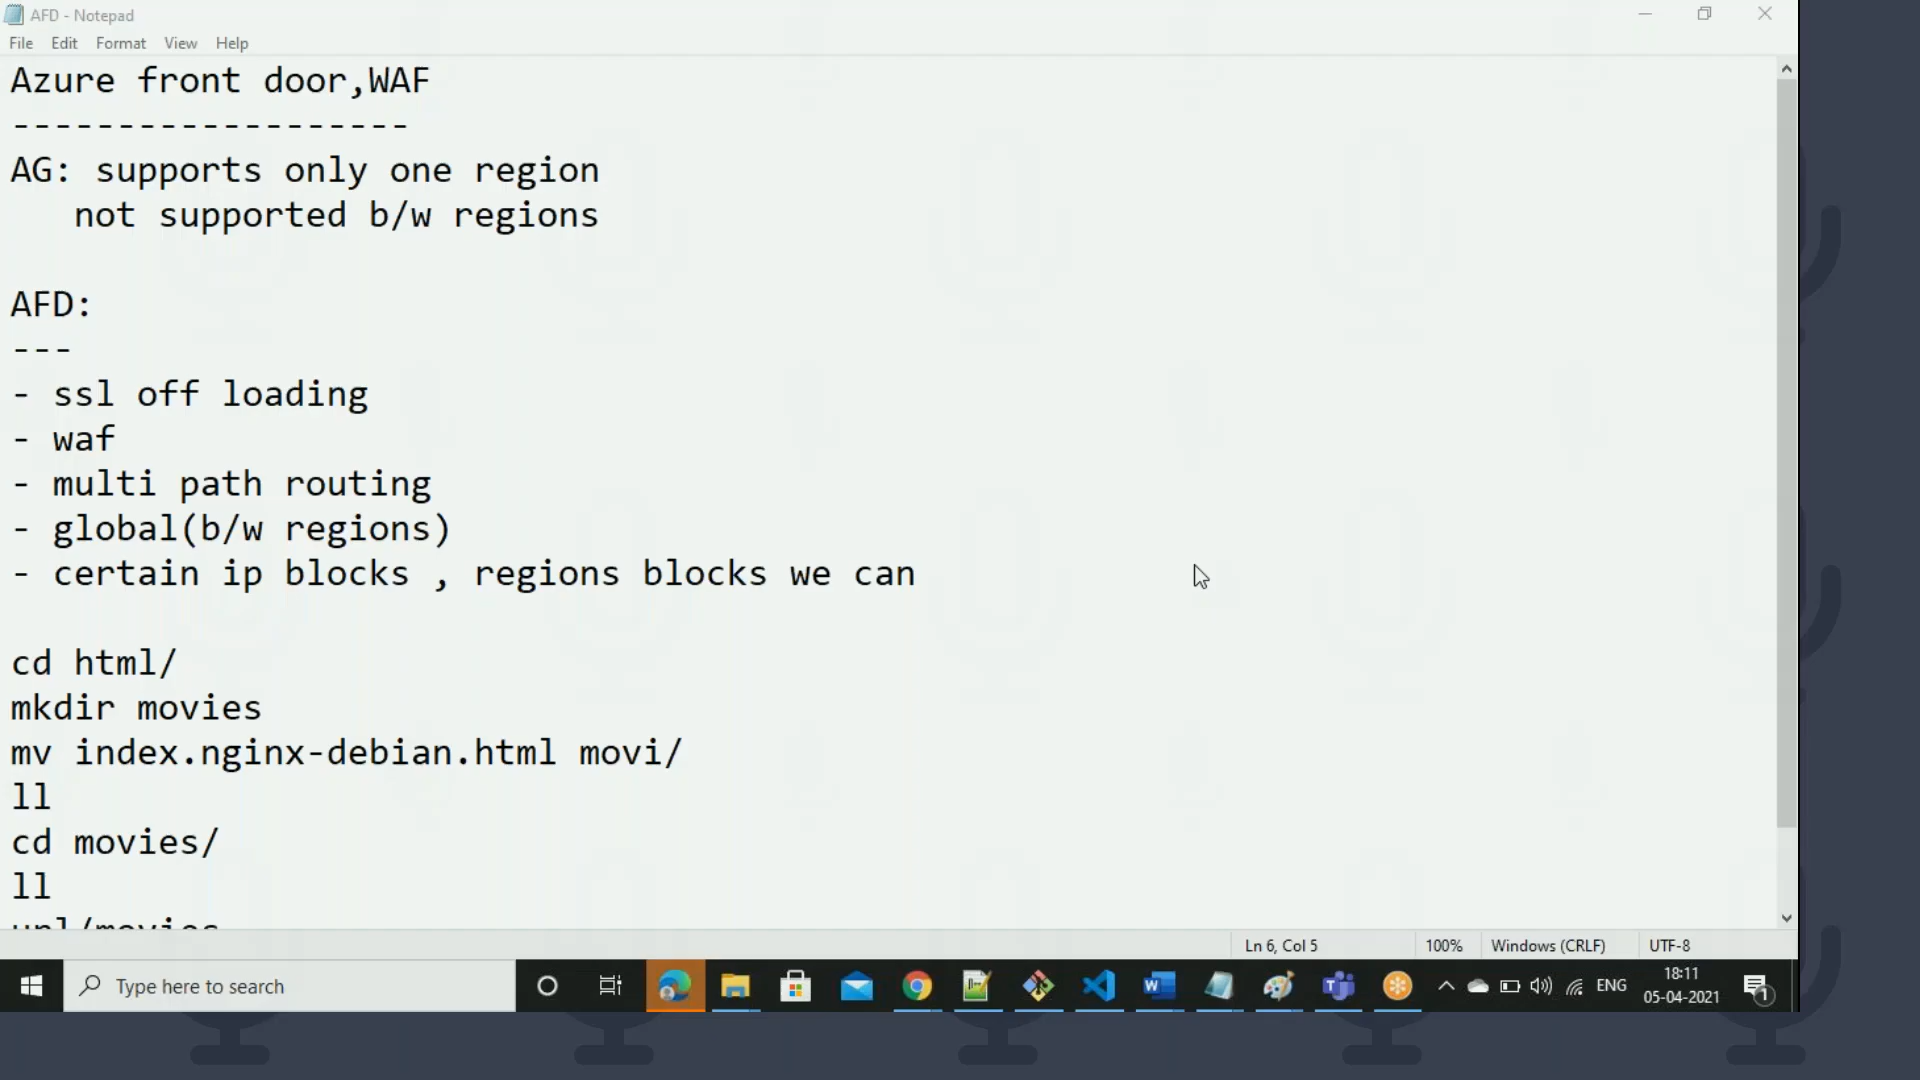 AFD - Notepad
File Edit Format View Help
Azure front door,WAF
-------------------
AG: supports only one region
not supported b/w regions
AFD:
---
- ssl off loading
- waf
- multi path routing
- global(b/w regions)
- certain ip blocks , regions blocks we can
cd html/
mkdir movies
mv index.nginx-debian.html movi/
ll
cd movies/
ll
Ln 6, Col 5 100% Windows (CRLF) UTF-8
Type here to search
ENG
18:11
05-04-2021
1